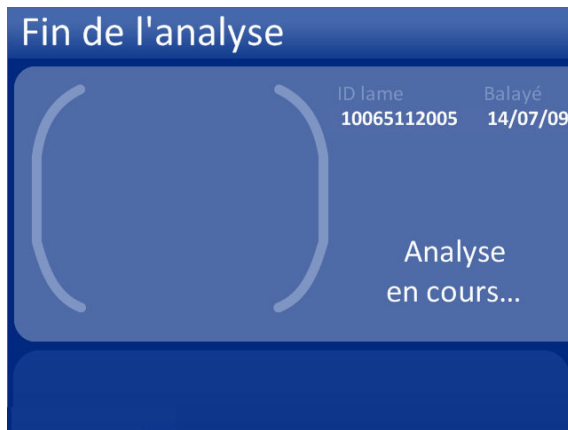 Fin de l'analyse
ID lame Balayé
10065112005 14/07/09
Analyse
en cours...